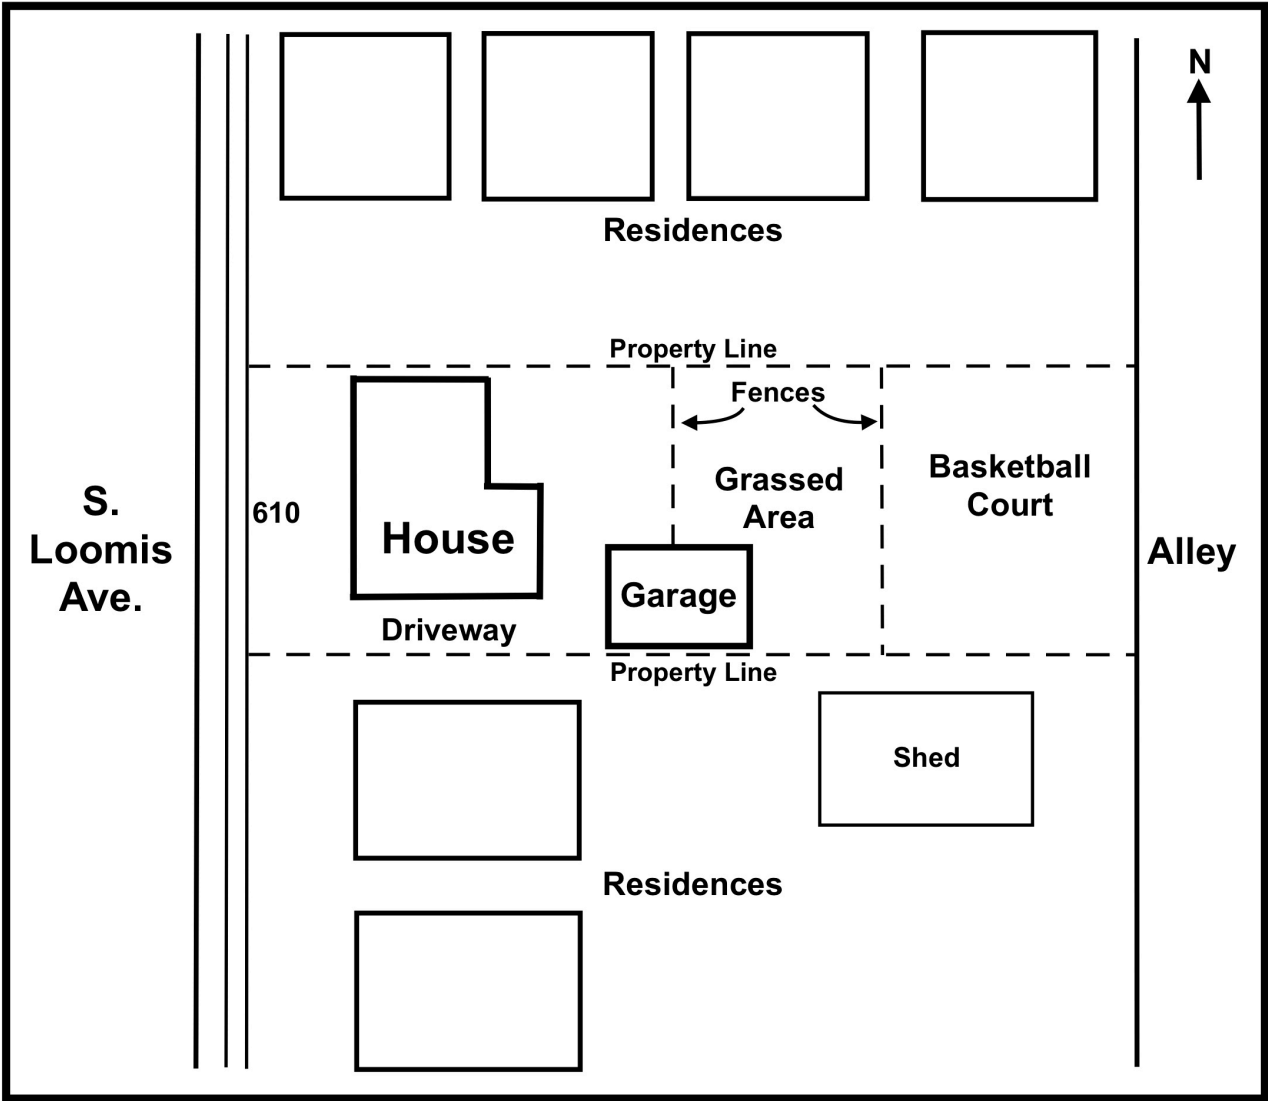 N
Residences
Property Line
Fences
Grassed
Area
Basketball
Court
S.
Loomis
Ave.
610
House
Alley
Garage
Driveway
Property Line
Shed
Residences